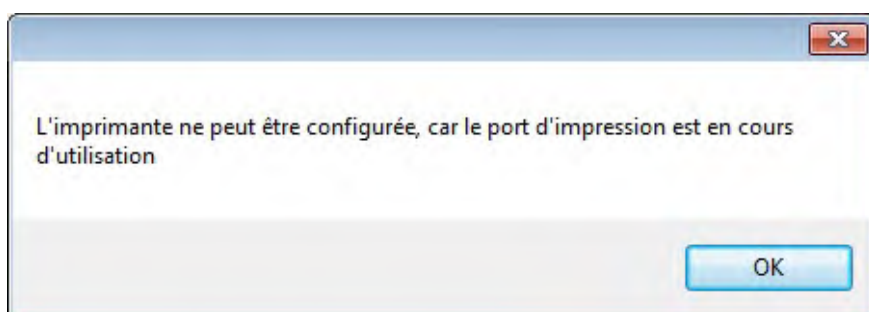 L'imprimante ne peut être configurée, car le port d'impression est en cours
d'utilisation
OK